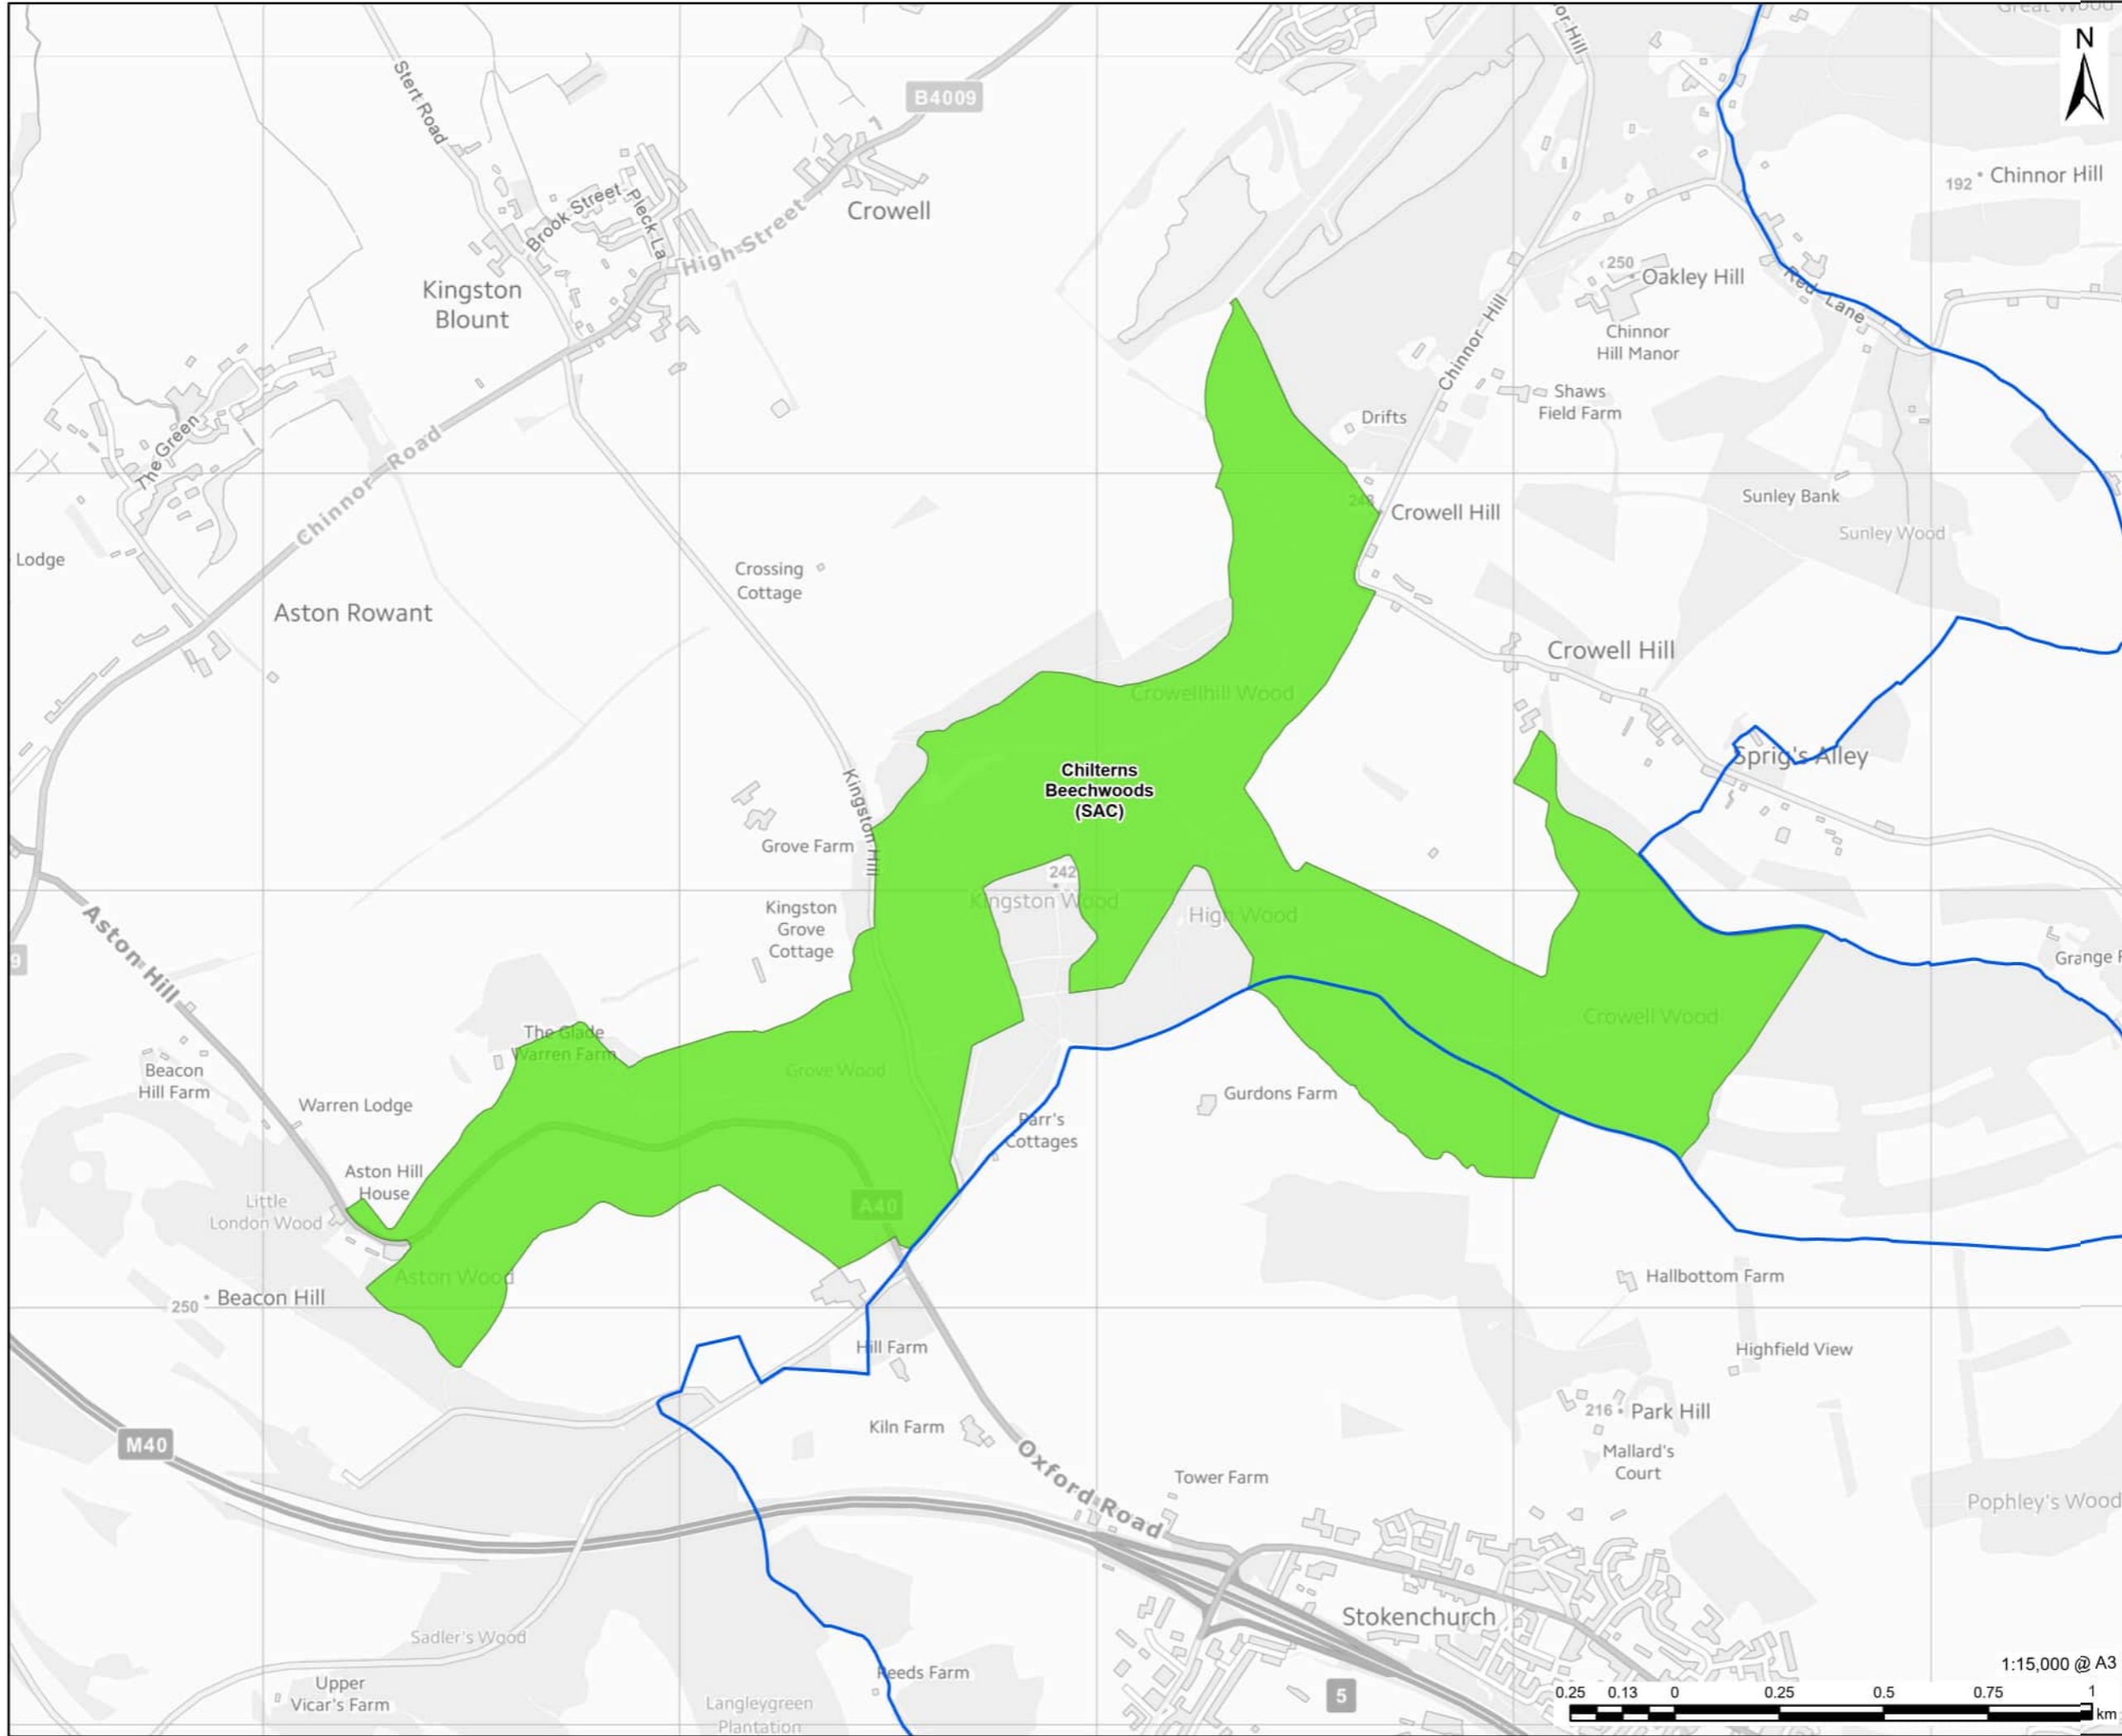 Great Wood
N
Stert Road
B4009
192
Chinnor Hill
Brook Street
Crowell
High Street
250
Oakley Hill
Kingston
Blount
Red Lane
Chinnor
Hill Manor
Chinnor Hill
Shaws
Field Farm
Drifts
The Green
Chinnor Road
Sunley Bank
Crowell Hill
Sunley Wood
Lodge
Crossing
Cottage
Aston Rowant
Crowell Hill
Crowellhill Wood
Sprig's Alley
Chilterns
Beechwoods
(SAC)
Kingston Hill
Grove Farm
242
Kingston Wood
High Wood
Kingston
Grove
Cottage
Aston Hill
9
Crowell Wood
The Glade
Warren Farm
Grove Wood
Beacon
Hill Farm
Gurdons Farm
Warren Lodge
Parr's
Cottages
Aston Hill
House
Little
London Wood
A40
Aston Wood
Hallbottom Farm
250
Beacon Hill
Hill Farm
Highfield View
216
Park Hill
Kiln Farm
M40
Mallard's
Court
Oxford Road
Tower Farm
Pophley's Wood
Stokenchurch
Sadler's Wood
1:15,000 @ A3
Reeds Farm
Upper
Vicar's Farm
5
0.25 0.13 0 0.25 0.5 0.75 1
km
Langleygreen
Plantation